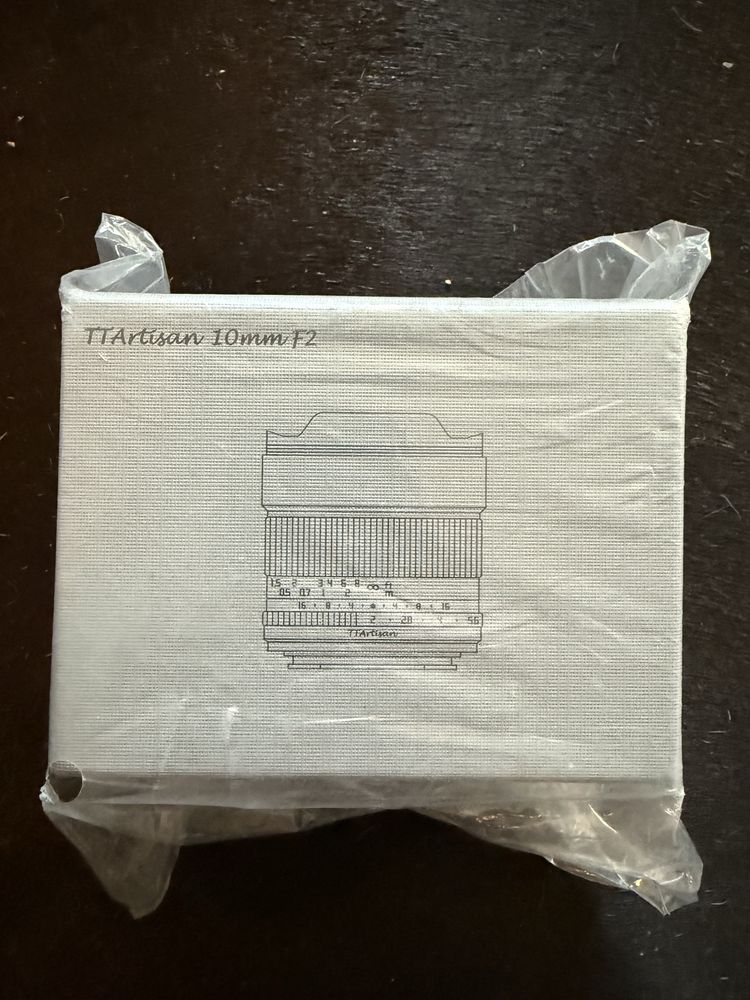 TTArtisan 10mm F2
1.5 2 3 4 6 8 ∞ ft
0.5 0.7 1 2 m
16 • 8 • 4 • • 4 • 8 • 16
2 • 2.8 • 4 • 5.6
TTArtisan